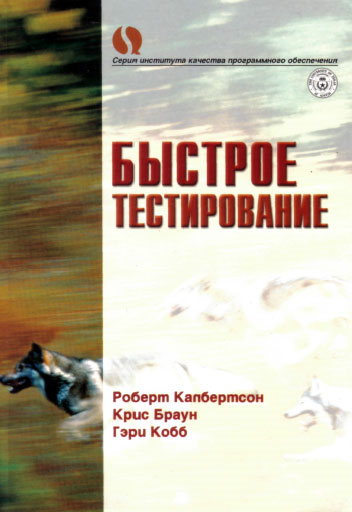 Серия института качества программного обеспечения
БЫСТРОЕ
ТЕСТИРОВАНИЕ
Роберт Калбертсон
Крис Браун
Гэри Кобб